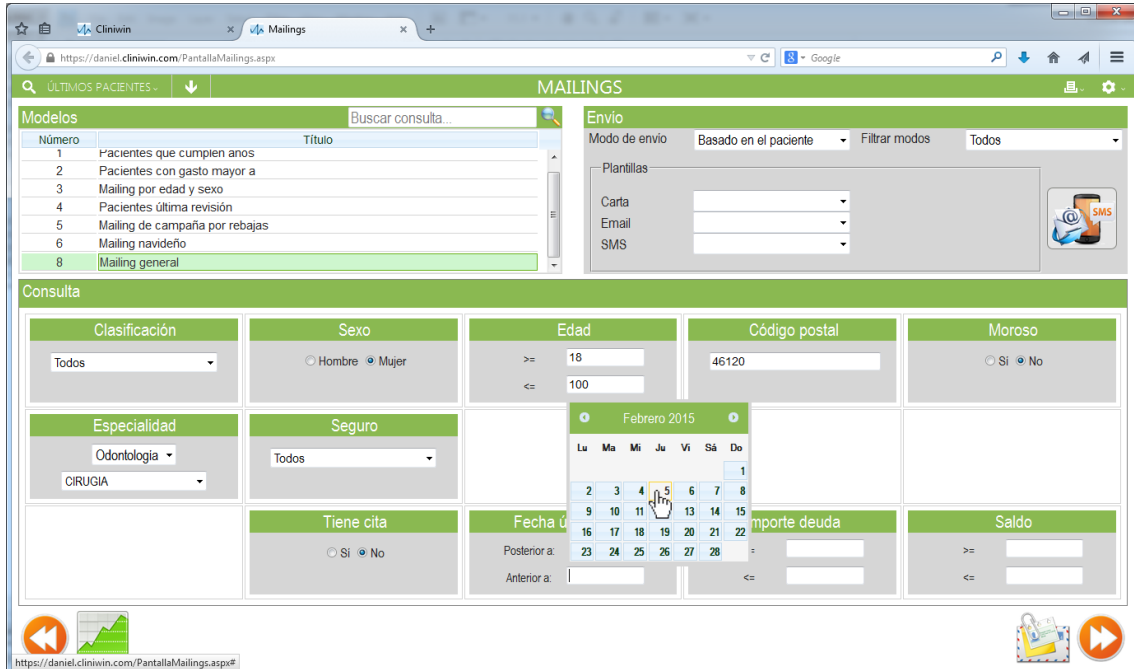 Cliniwin
Mailings
https://daniel.cliniwin.com/PantallaMailings.aspx
Google
ÚLTIMOS PACIENTES
MAILINGS
Modelos
Buscar consulta...
Número Título
1 Pacientes que cumplen años
2 Pacientes con gasto mayor a
3 Mailing por edad y sexo
4 Pacientes última revisión
5 Mailing de campaña por rebajas
6 Mailing navideño
8 Mailing general
Envío
Modo de envío Basado en el paciente Filtrar modos Todos
Plantillas
Carta
Email
SMS
@ SMS
Consulta
Clasificación Sexo Edad Código postal Moroso
Todos Hombre Mujer >= 18 46120 Sí No
<= 100
Especialidad Seguro
Odontologia
Todos
CIRUGIA
Febrero 2015
Lu Ma Mi Ju Vi Sá Do
1
2 3 4 5 6 7 8
9 10 11 13 14 15
16 17 18 19 20 21 22
23 24 25 26 27 28
Tiene cita Fecha ú mporte deuda Saldo
Sí No Posterior a: = >=
Anterior a: <= <=
https://daniel.cliniwin.com/PantallaMailings.aspx#